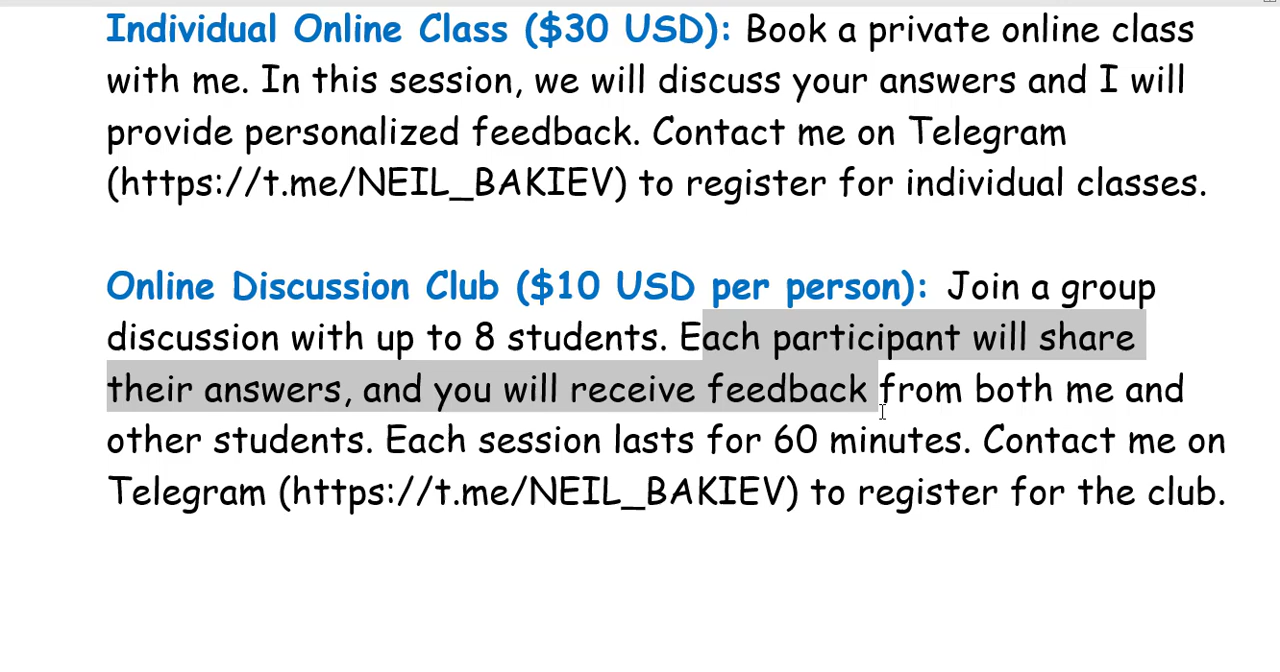 Individual Online Class ($30 USD): Book a private online class
with me. In this session, we will discuss your answers and I will
provide personalized feedback. Contact me on Telegram
(https://t.me/NEIL_BAKIEV) to register for individual classes.
Online Discussion Club ($10 USD per person): Join a group
discussion with up to 8 students. Each participant will share
their answers, and you will receive feedback from both me and
other students. Each session lasts for 60 minutes. Contact me on
Telegram (https://t.me/NEIL_BAKIEV) to register for the club.